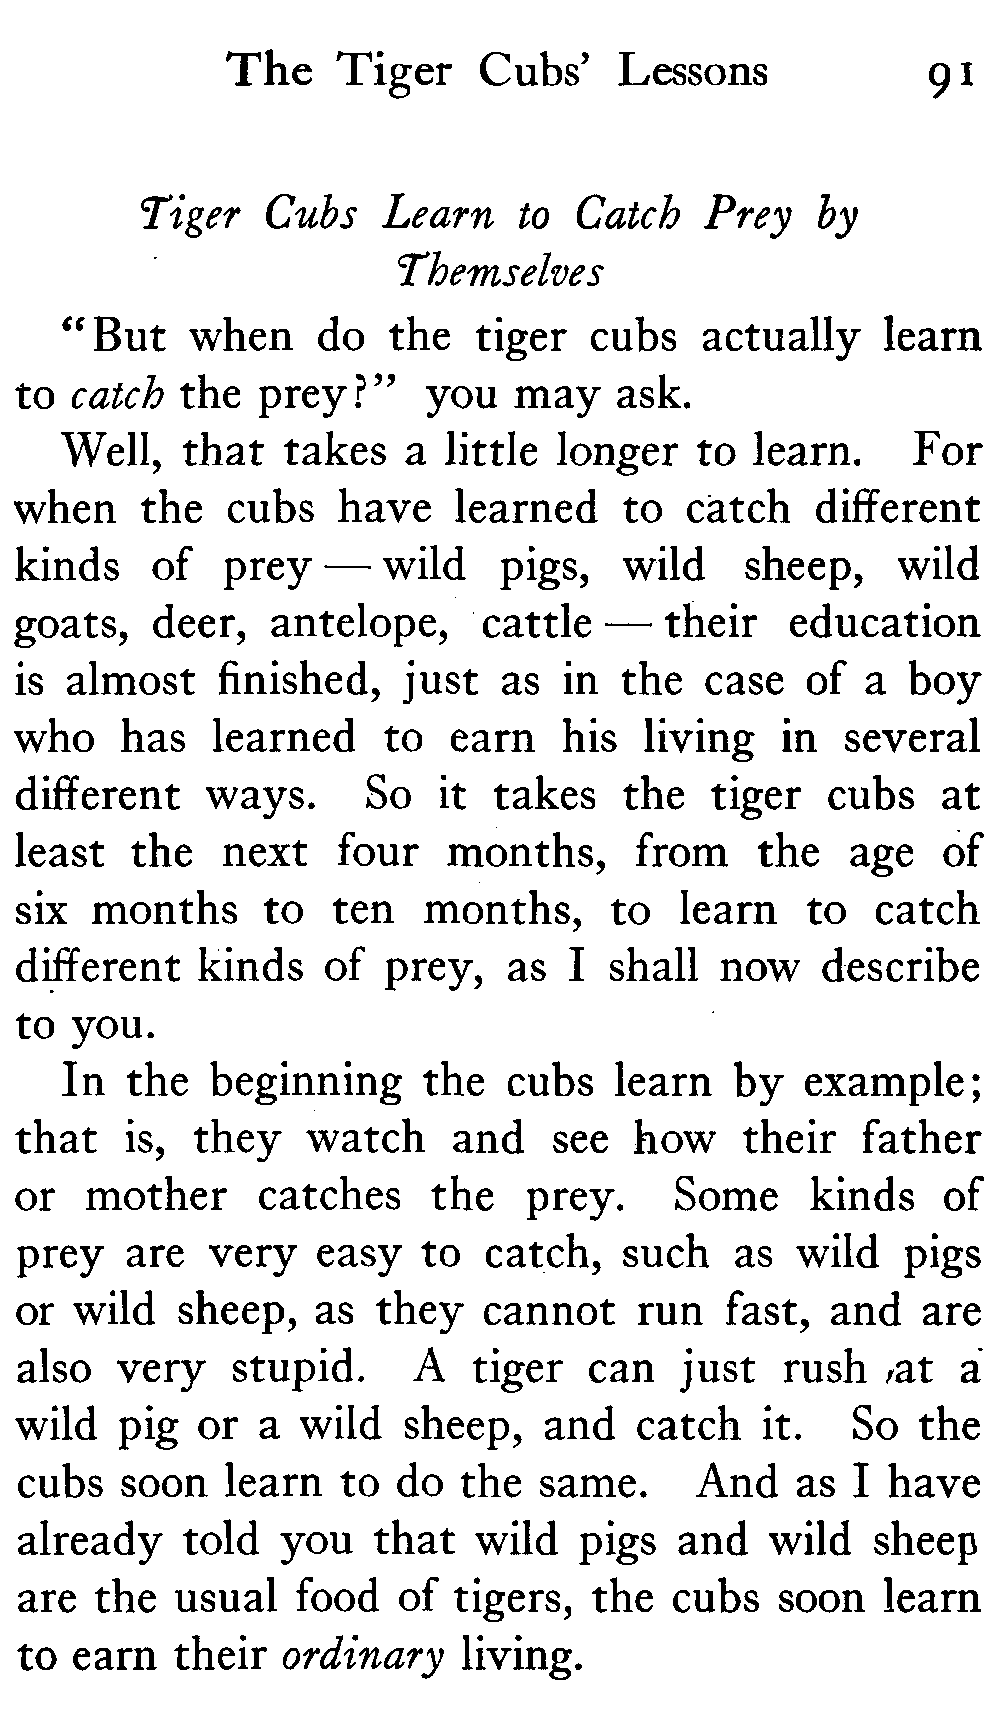 The Tiger Cubs' Lessons 91
Tiger Cubs Learn to Catch Prey by
Themselves
“But when do the tiger cubs actually learn
to catch the prey?” you may ask.
Well, that takes a little longer to learn. For
when the cubs have learned to catch different
kinds of prey — wild pigs, wild sheep, wild
goats, deer, antelope, cattle — their education
is almost finished, just as in the case of a boy
who has learned to earn his living in several
different ways. So it takes the tiger cubs at
least the next four months, from the age of
six months to ten months, to learn to catch
different kinds of prey, as I shall now describe
to you.
In the beginning the cubs learn by example;
that is, they watch and see how their father
or mother catches the prey. Some kinds of
prey are very easy to catch, such as wild pigs
or wild sheep, as they cannot run fast, and are
also very stupid. A tiger can just rush at a
wild pig or a wild sheep, and catch it. So the
cubs soon learn to do the same. And as I have
already told you that wild pigs and wild sheep
are the usual food of tigers, the cubs soon learn
to earn their ordinary living.